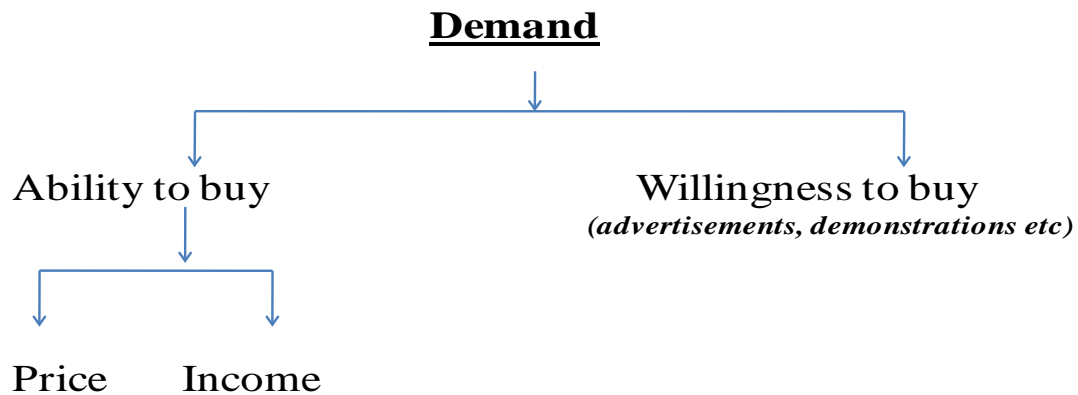 Demand
Ability to buy
Willingness to buy
(advertisements, demonstrations etc)
Price
Income